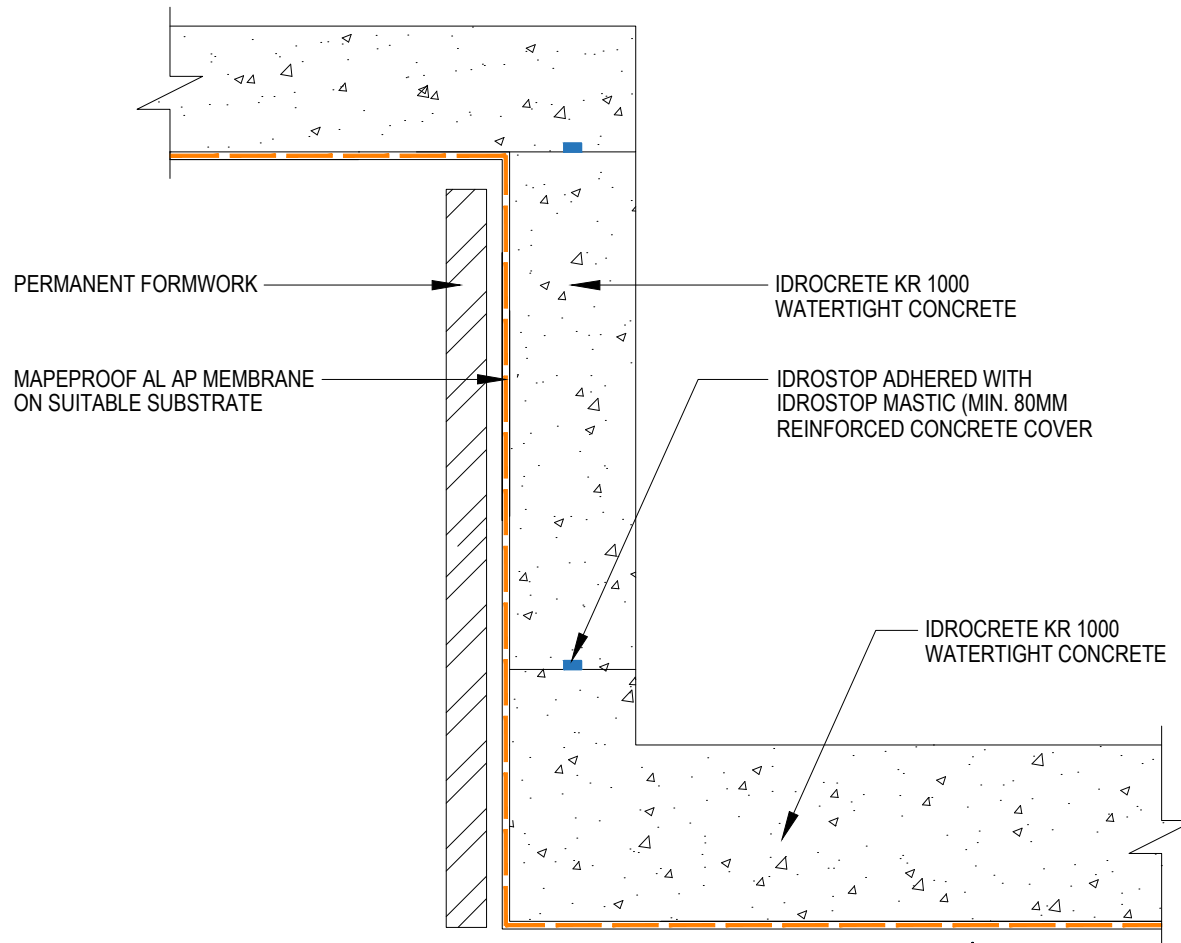 PERMANENT FORMWORK
MAPEPROOF AL AP MEMBRANE
ON SUITABLE SUBSTRATE
IDROCRETE KR 1000
WATERTIGHT CONCRETE
IDROSTOP ADHERED WITH
IDROSTOP MASTIC (MIN. 80MM
REINFORCED CONCRETE COVER
IDROCRETE KR 1000
WATERTIGHT CONCRETE